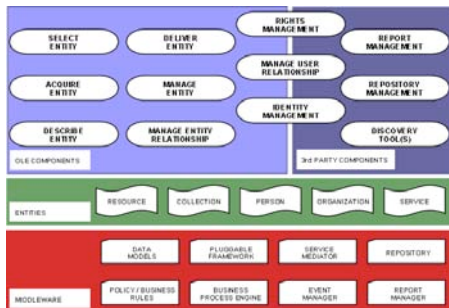 RIGHTS
MANAGEMENT
SELECT
ENTITY
DELIVER
ENTITY
REPORT
MANAGEMENT
MANAGE USER
RELATIONSHIP
ACQUIRE
ENTITY
MANAGE
ENTITY
REPOSITORY
MANAGEMENT
IDENTITY
MANAGEMENT
DESCRIBE
ENTITY
MANAGE ENTITY
RELATIONSHIP
DISCOVERY
TOOL(S)
OLE COMPONENTS
3rd PARTY COMPONENTS
RESOURCE
COLLECTION
PERSON
ORGANIZATION
SERVICE
ENTITIES
DATA
MODELS
PLUGGABLE
FRAMEWORK
SERVICE
MEDIATOR
REPOSITORY
POLICY / BUSINESS
RULES
BUSINESS
PROCESS ENGINE
EVENT
MANAGER
REPORT
MANAGER
MIDDLEWARE